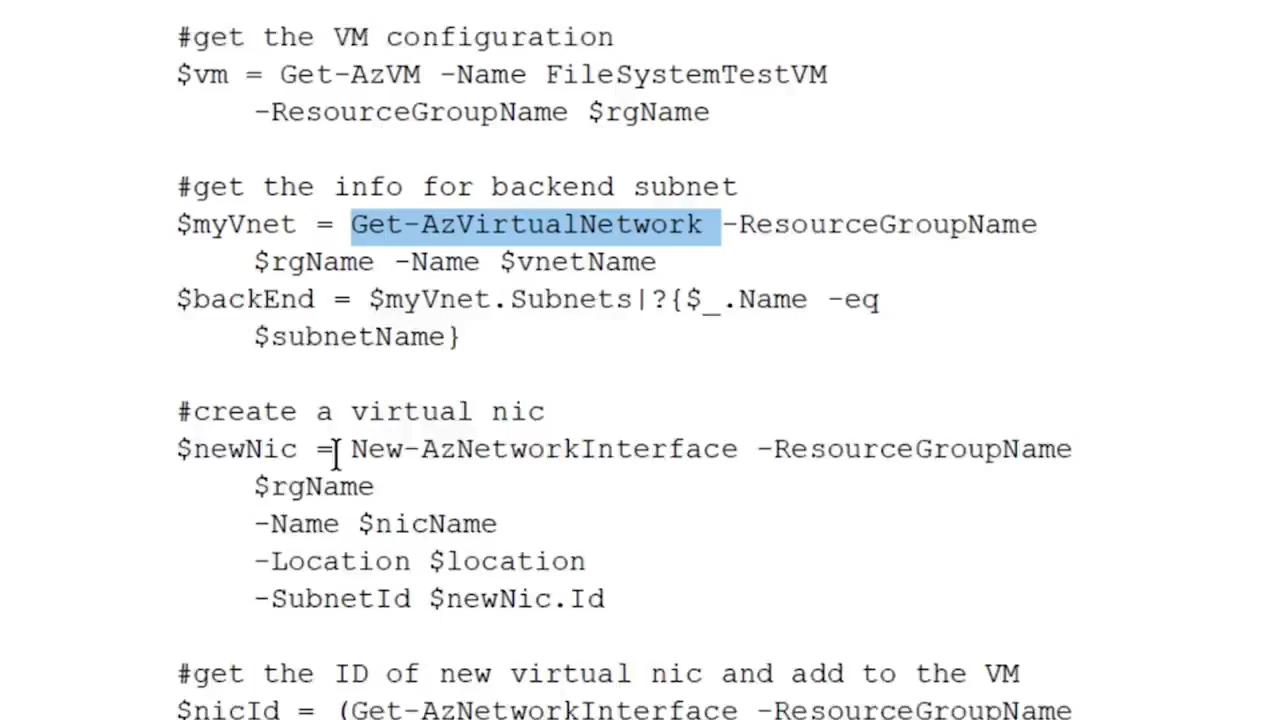 #get the VM configuration
$vm = Get-AzVM -Name FileSystemTestVM
-ResourceGroupName $rgName
#get the info for backend subnet
$myVnet = Get-AzVirtualNetwork -ResourceGroupName
$rgName -Name $vnetName
$backEnd = $myVnet.Subnets|?{$_.Name -eq
$subnetName}
#create a virtual nic
$newNic = New-AzNetworkInterface -ResourceGroupName
$rgName
-Name $nicName
-Location $location
-SubnetId $newNic.Id
#get the ID of new virtual nic and add to the VM
$nicId = (Get-AzNetworkInterface -ResourceGroupName